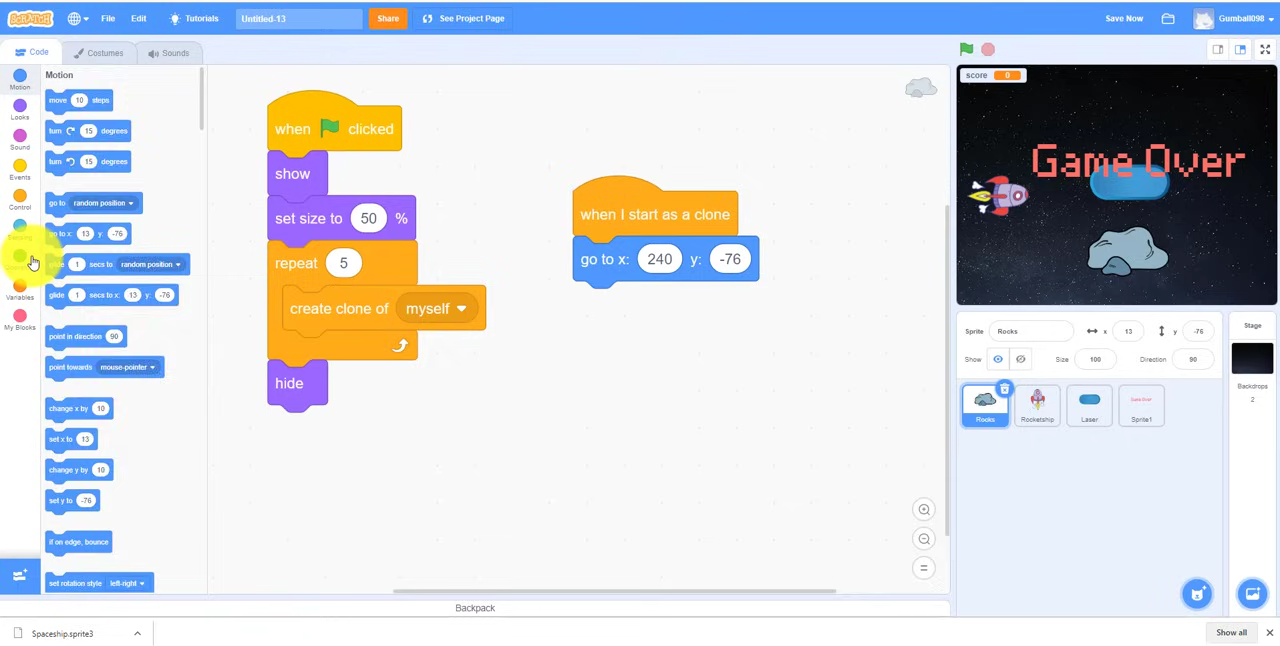 SCRATCH File Edit Tutorials Untitled-13 Share See Project Page Save Now Gumball098
Code Costumes Sounds
Motion
Looks
Sound
Events
Control
Variables
My Blocks
Motion
move 10 steps
turn 15 degrees
turn 15 degrees
go to random position
go to x: 13 y: -76
glide 1 secs to random position
glide 1 secs to x: 13 y: -76
point in direction 90
point towards mouse-pointer
change x by 10
set x to 13
change y by 10
set y to -76
if on edge, bounce
set rotation style left-right
when clicked
show
set size to 50 %
repeat 5
create clone of myself
hide
when I start as a clone
go to x: 240 y: -76
score 0
Game Over
Sprite Rocks x 13 y -76
Show Size 100 Direction 90
Rocks Rocketship Laser Sprite1
Game Over
Stage
Backdrops
2
Backpack
Spaceship.sprite3 Show all